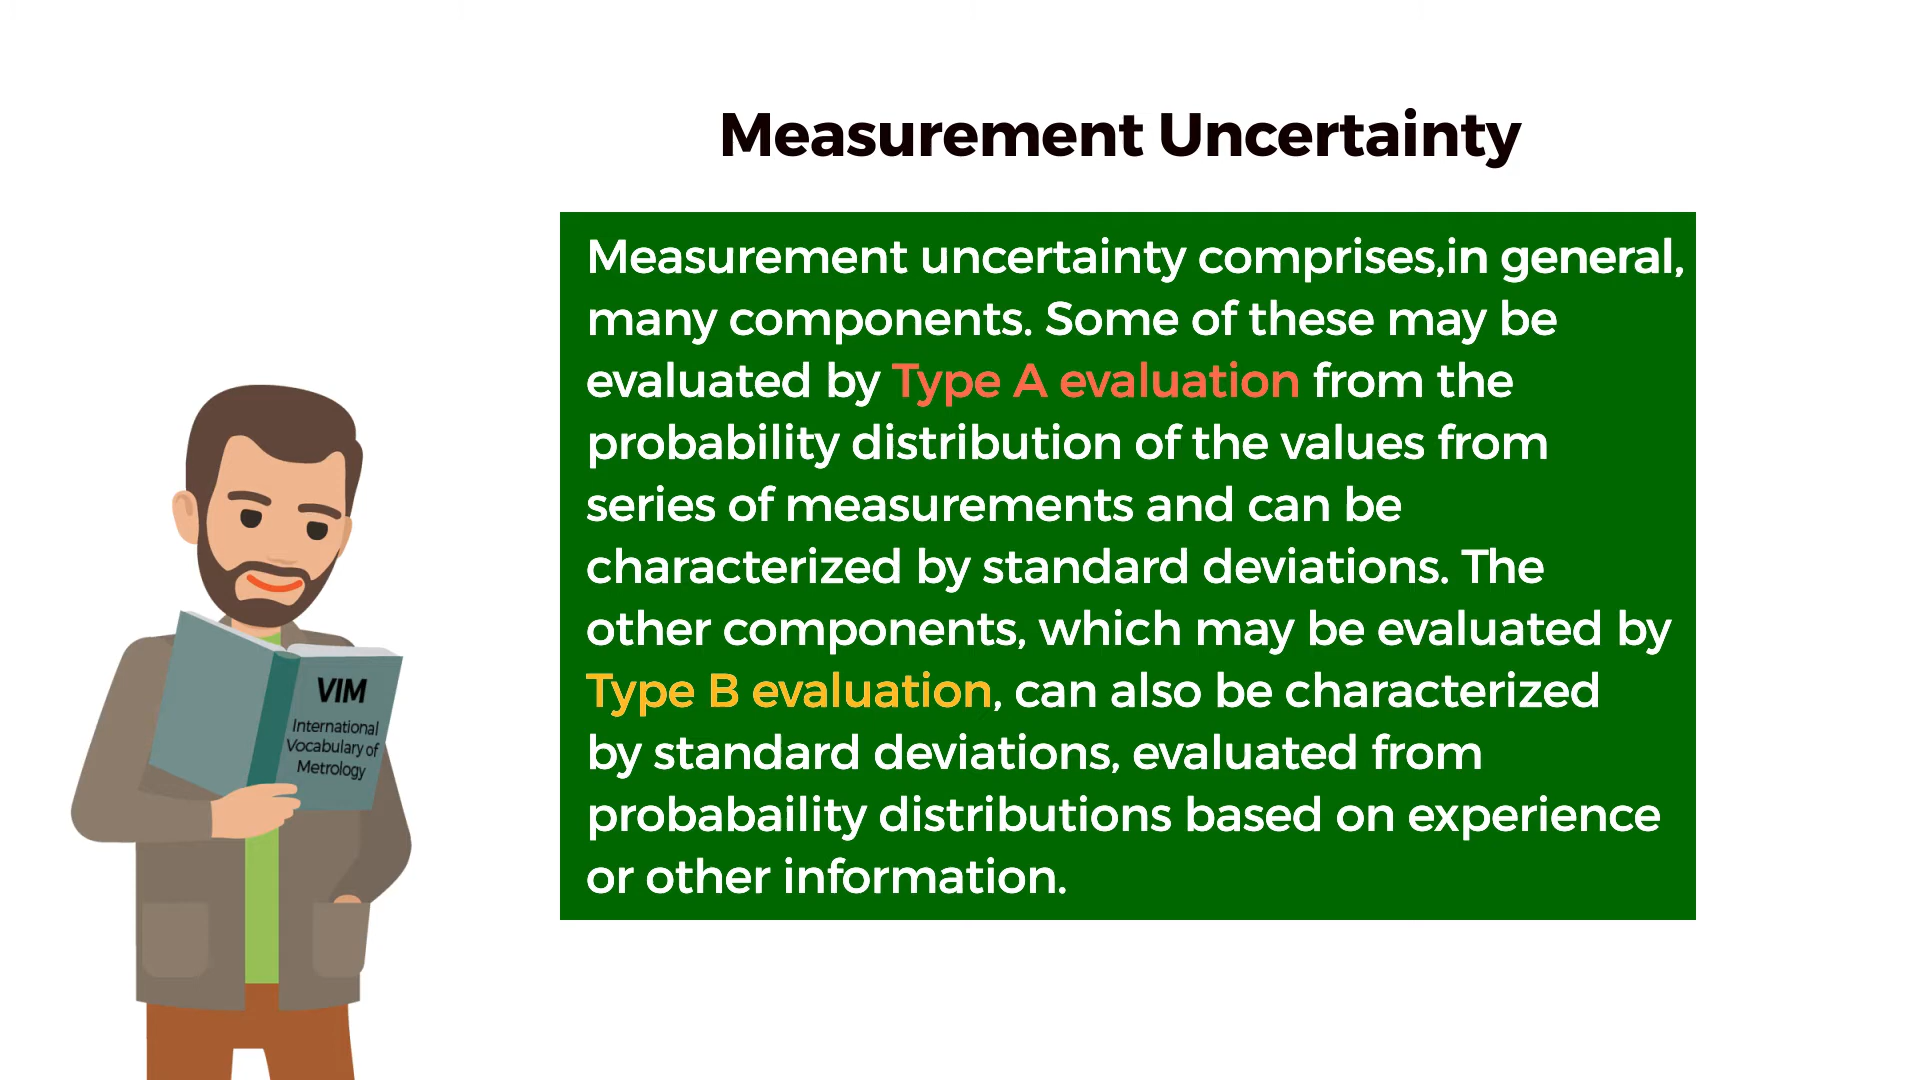 Measurement Uncertainty
Measurement uncertainty comprises,in general,
many components. Some of these may be
evaluated by Type A evaluation from the
probability distribution of the values from
series of measurements and can be
characterized by standard deviations. The
other components, which may be evaluated by
Type B evaluation, can also be characterized
by standard deviations, evaluated from
probabaility distributions based on experience
or other information.
VIM
International
Vocabulary of
Metrology